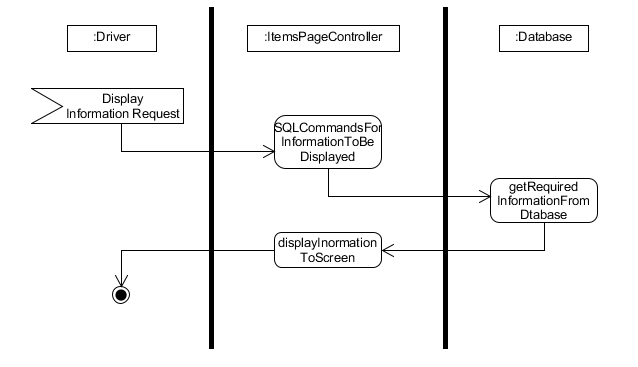 :Driver
:ItemsPageController
:Database
Display
Information Request
SQLCommandsFor
InformationToBe
Displayed
getRequired
InformationFrom
Dtabase
displayInormation
ToScreen